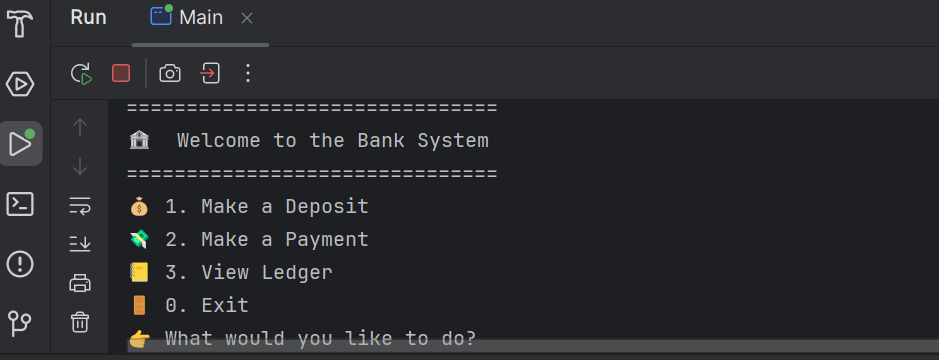 Run Main
===============================
🏦 Welcome to the Bank System
===============================
💰 1. Make a Deposit
💸 2. Make a Payment
📒 3. View Ledger
🚪 0. Exit
👉 What would you like to do?